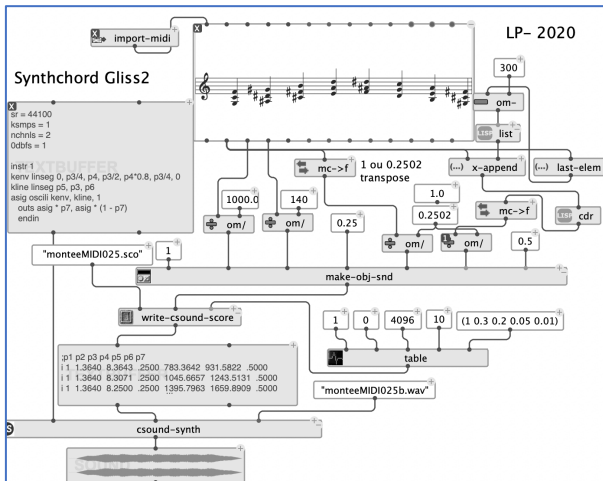 import-midi
LP- 2020
Synthchord Gliss2
300
om-
LISP list
sr = 44100
ksmps = 1
nchnls = 2
0dbfs = 1
TEXTBUFFER
instr 1
kenv linseg 0, p3/4, p4, p3/2, p4*0.8, p3/4, 0
kline linseg p5, p3, p6
asig oscili kenv, kline, 1
outs asig * p7, asig * (1 - p7)
endin
mc->f
1 ou 0.2502
transpose
(...) x-append
(...) last-elem
1000.0
140
0.25
1.0
0.2502
mc->f
LISP cdr
om/
om/
om/
1 om/
0.5
"monteeMIDI025.sco"
1
make-obj-snd
write-csound-score
1
0
4096
10
(1 0.3 0.2 0.05 0.01)
table
;p1 p2 p3 p4 p5 p6 p7
i 1 1.3640 8.3643 .2500 783.3642 931.5822 .5000
i 1 1.3640 8.3071 .2500 1045.6657 1243.5131 .5000
i 1 1.3640 8.2500 .2500 1395.7963 1659.8909 .5000
...
"monteeMIDI025b.wav"
S csound-synth
SOUND